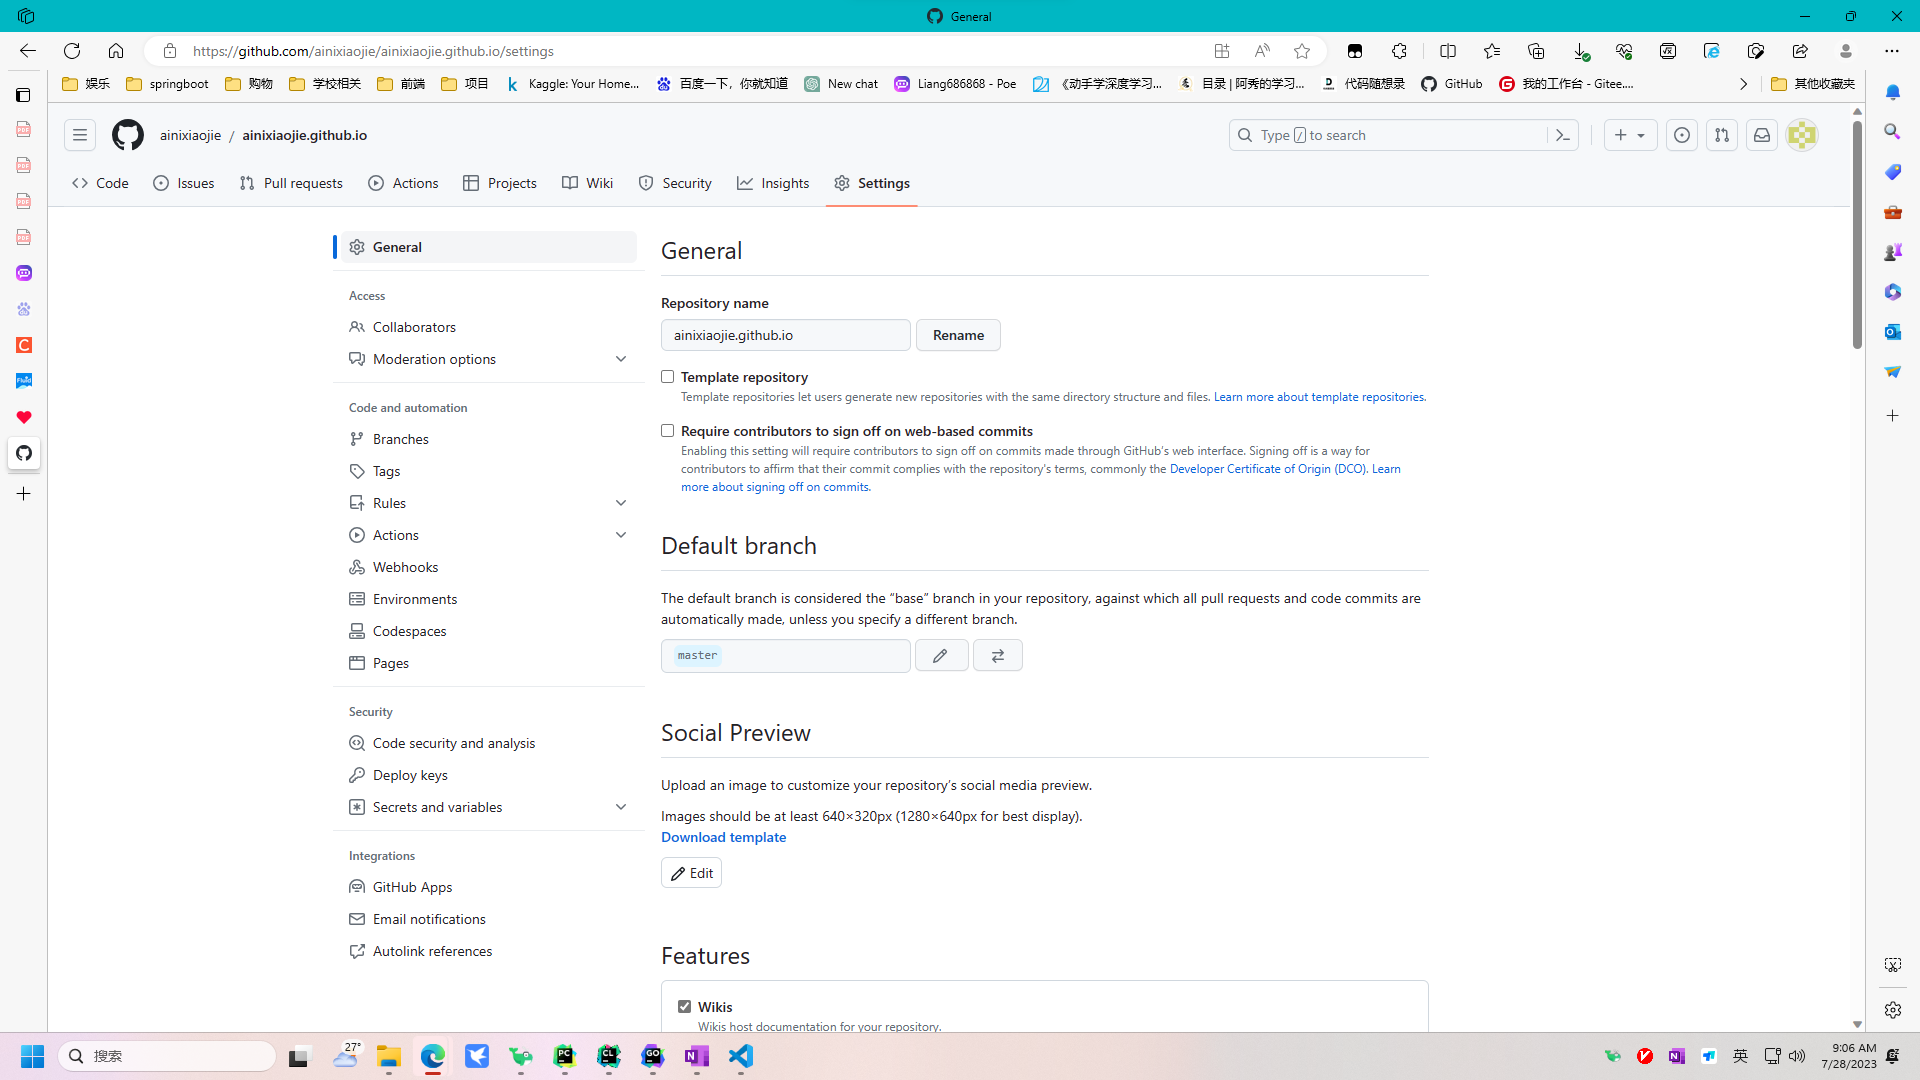 General
https://github.com/ainixiaojie/ainixiaojie.github.io/settings
娱乐 springboot 购物 学校相关 前端 项目 Kaggle: Your Home... 百度一下，你就知道 New chat Liang686868 - Poe 《动手学深度学习... 目录 | 阿秀的学习... 代码随想录 GitHub 我的工作台 - Gitee.... 其他收藏夹
ainixiaojie / ainixiaojie.github.io
Type / to search
Code Issues Pull requests Actions Projects Wiki Security Insights Settings
General
Access
Collaborators
Moderation options
Code and automation
Branches
Tags
Rules
Actions
Webhooks
Environments
Codespaces
Pages
Security
Code security and analysis
Deploy keys
Secrets and variables
Integrations
GitHub Apps
Email notifications
Autolink references
General
Repository name
ainixiaojie.github.io Rename
Template repository
Template repositories let users generate new repositories with the same directory structure and files. Learn more about template repositories.
Require contributors to sign off on web-based commits
Enabling this setting will require contributors to sign off on commits made through GitHub's web interface. Signing off is a way for
contributors to affirm that their commit complies with the repository's terms, commonly the Developer Certificate of Origin (DCO). Learn
more about signing off on commits.
Default branch
The default branch is considered the “base” branch in your repository, against which all pull requests and code commits are
automatically made, unless you specify a different branch.
master
Social Preview
Upload an image to customize your repository’s social media preview.
Images should be at least 640×320px (1280×640px for best display).
Download template
Edit
Features
Wikis
Wikis host documentation for your repository.
搜索
27°
英
9:06 AM
7/28/2023